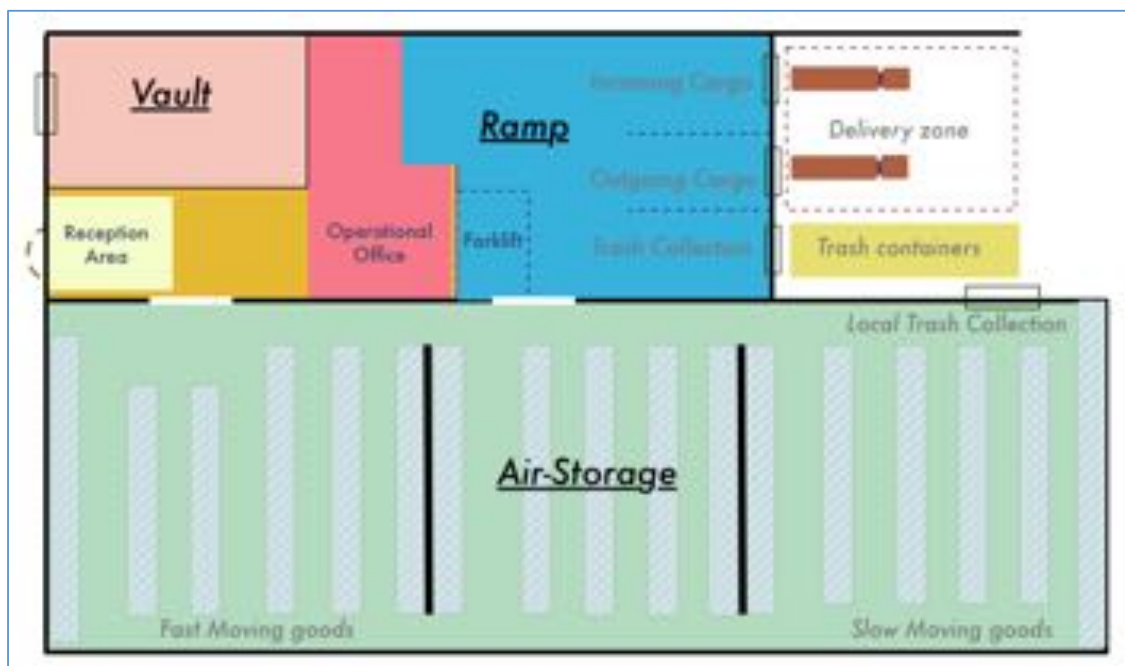 Vault
Ramp
Incoming Cargo
Delivery zone
Outgoing Cargo
Reception
Area
Operational
Office
Forklift
Trash Collection
Trash containers
Local Trash Collection
Air-Storage
Fast Moving goods
Slow Moving goods